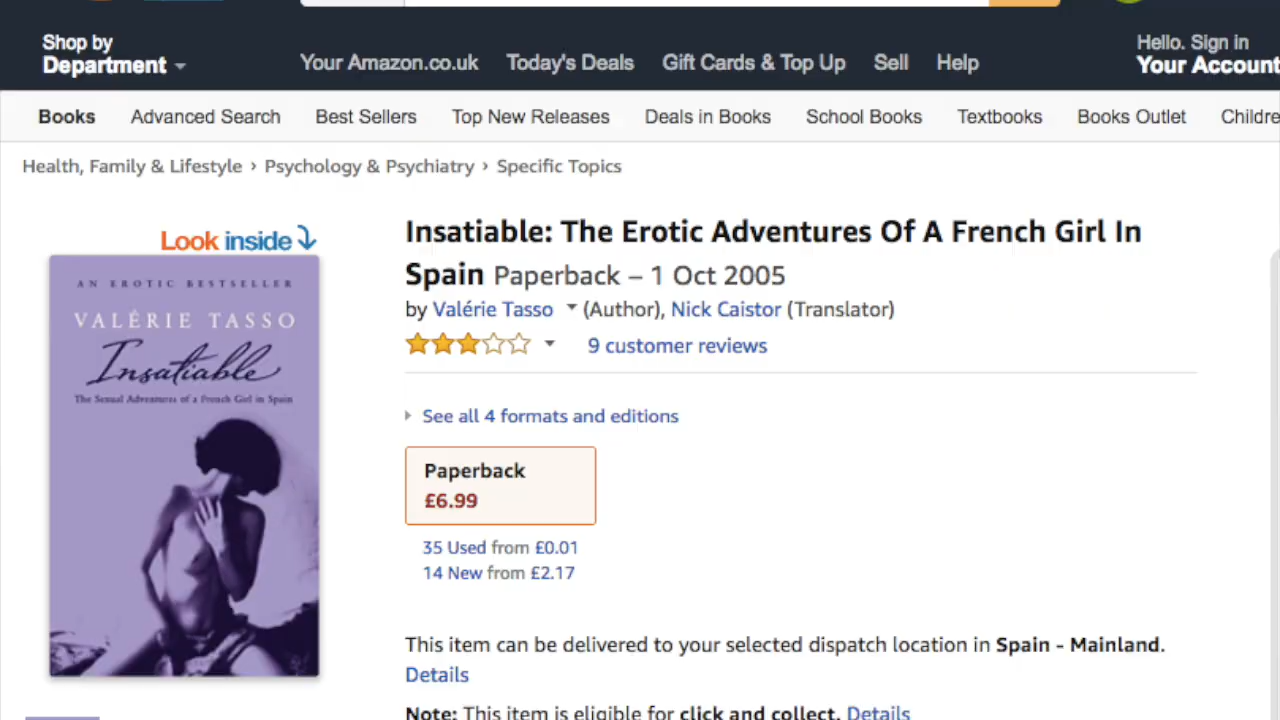 Shop by
Department
Your Amazon.co.uk Today's Deals Gift Cards & Top Up Sell Help
Hello. Sign in
Your Account
Books Advanced Search Best Sellers Top New Releases Deals in Books School Books Textbooks Books Outlet Childre
Health, Family & Lifestyle › Psychology & Psychiatry › Specific Topics
Look inside
AN EROTIC BESTSELLER
VALÉRIE TASSO
Insatiable
The Sexual Adventures of a French Girl in Spain
Insatiable: The Erotic Adventures Of A French Girl In
Spain Paperback – 1 Oct 2005
by Valérie Tasso (Author), Nick Caistor (Translator)
9 customer reviews
See all 4 formats and editions
Paperback
£6.99
35 Used from £0.01
14 New from £2.17
This item can be delivered to your selected dispatch location in Spain - Mainland.
Details
Note: This item is eligible for click and collect. Details